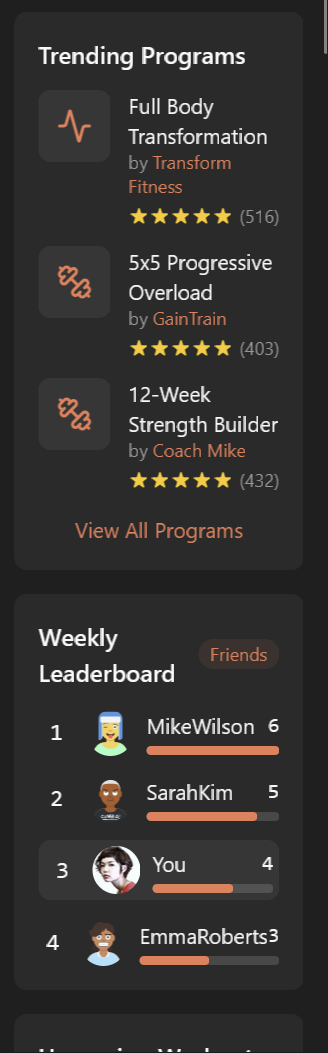 Trending Programs
Full Body
Transformation
by Transform
Fitness
★★★★★ (516)
5x5 Progressive
Overload
by GainTrain
★★★★★ (403)
12-Week
Strength Builder
by Coach Mike
★★★★★ (432)
View All Programs
Weekly
Leaderboard
Friends
1 MikeWilson 6
2 SarahKim 5
3 You 4
4 EmmaRoberts 3